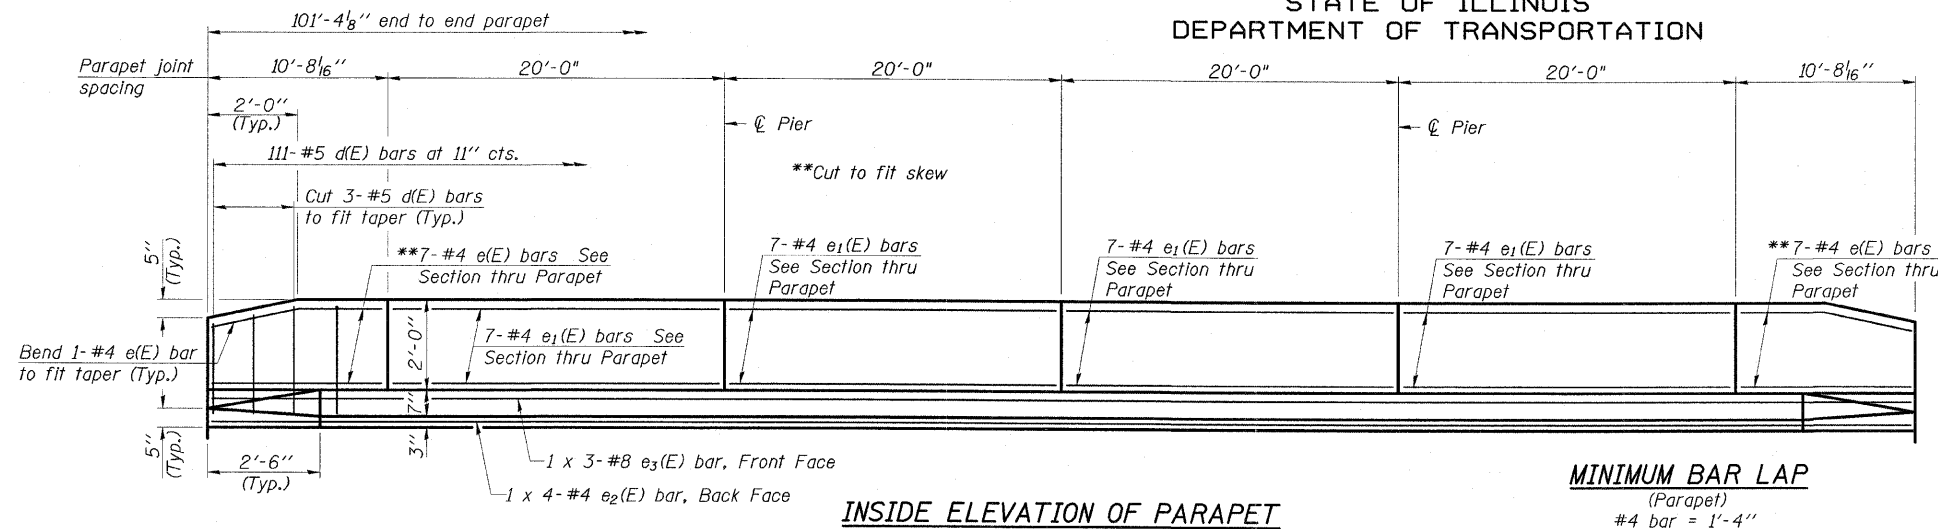 STATE OF ILLINOIS
DEPARTMENT OF TRANSPORTATION
101'-4⅛" end to end parapet
Parapet joint
spacing
10'-8 1/16"
20'-0"
20'-0"
20'-0"
20'-0"
10'-8 1/16"
2'-0"
(Typ.)
℄ Pier
℄ Pier
111-#5 d(E) bars at 11" cts.
**Cut to fit skew
Cut 3-#5 d(E) bars
to fit taper (Typ.)
5"
(Typ.)
**7-#4 e(E) bars See
Section thru Parapet
7-#4 e₁(E) bars
See Section thru
Parapet
7-#4 e₁(E) bars
See Section thru
Parapet
7-#4 e₁(E) bars
See Section thru
Parapet
**7-#4 e(E) bars
See Section thru
Parapet
Bend 1-#4 e(E) bar
to fit taper (Typ.)
7-#4 e₁(E) bars See
Section thru Parapet
2'-0"
7"
3"
5"
(Typ.)
2'-6"
(Typ.)
1 x 3-#8 e₃(E) bar, Front Face
1 x 4-#4 e₂(E) bar, Back Face
INSIDE ELEVATION OF PARAPET
MINIMUM BAR LAP
(Parapet)
#4 bar = 1'-4"